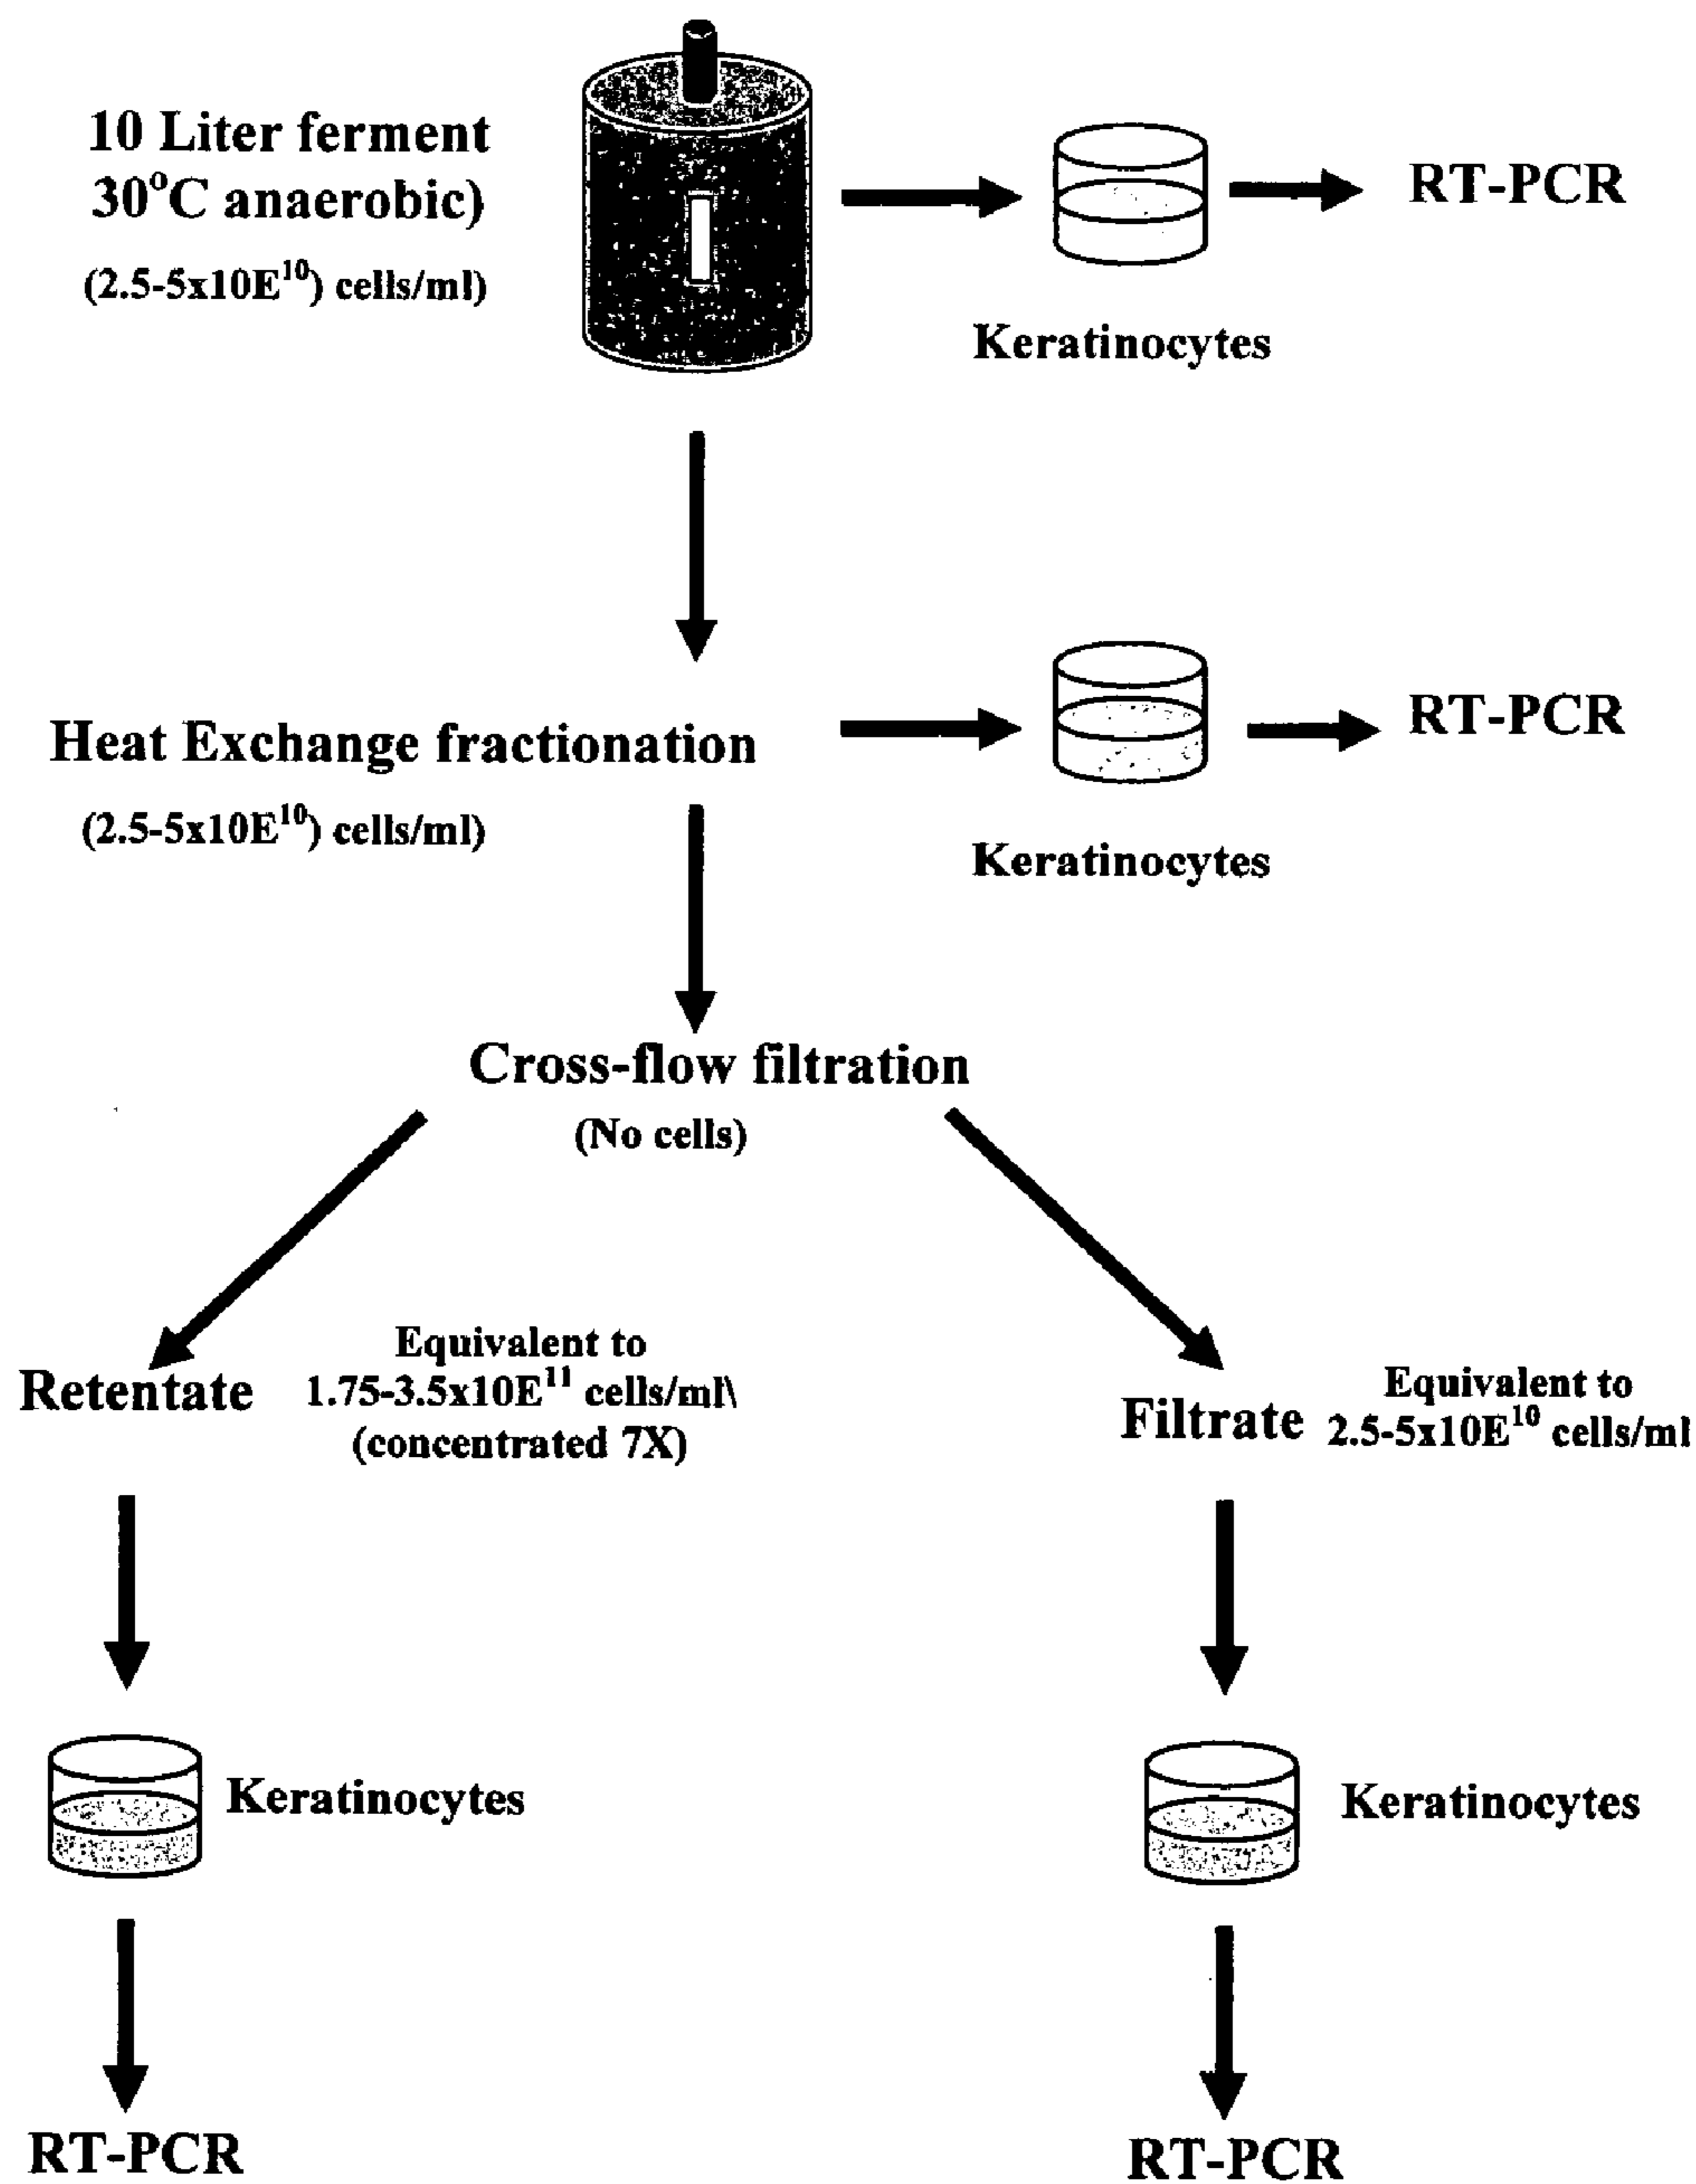 10 Liter ferment
30°C anaerobic)
(2.5-5x10E¹⁰) cells/ml)
RT-PCR
Keratinocytes
Heat Exchange fractionation
(2.5-5x10E¹⁰) cells/ml)
RT-PCR
Keratinocytes
Cross-flow filtration
(No cells)
Retentate
Equivalent to
1.75-3.5x10E¹¹ cells/ml\
(concentrated 7X)
Filtrate
Equivalent to
2.5-5x10E¹⁰ cells/ml
Keratinocytes
Keratinocytes
RT-PCR
RT-PCR